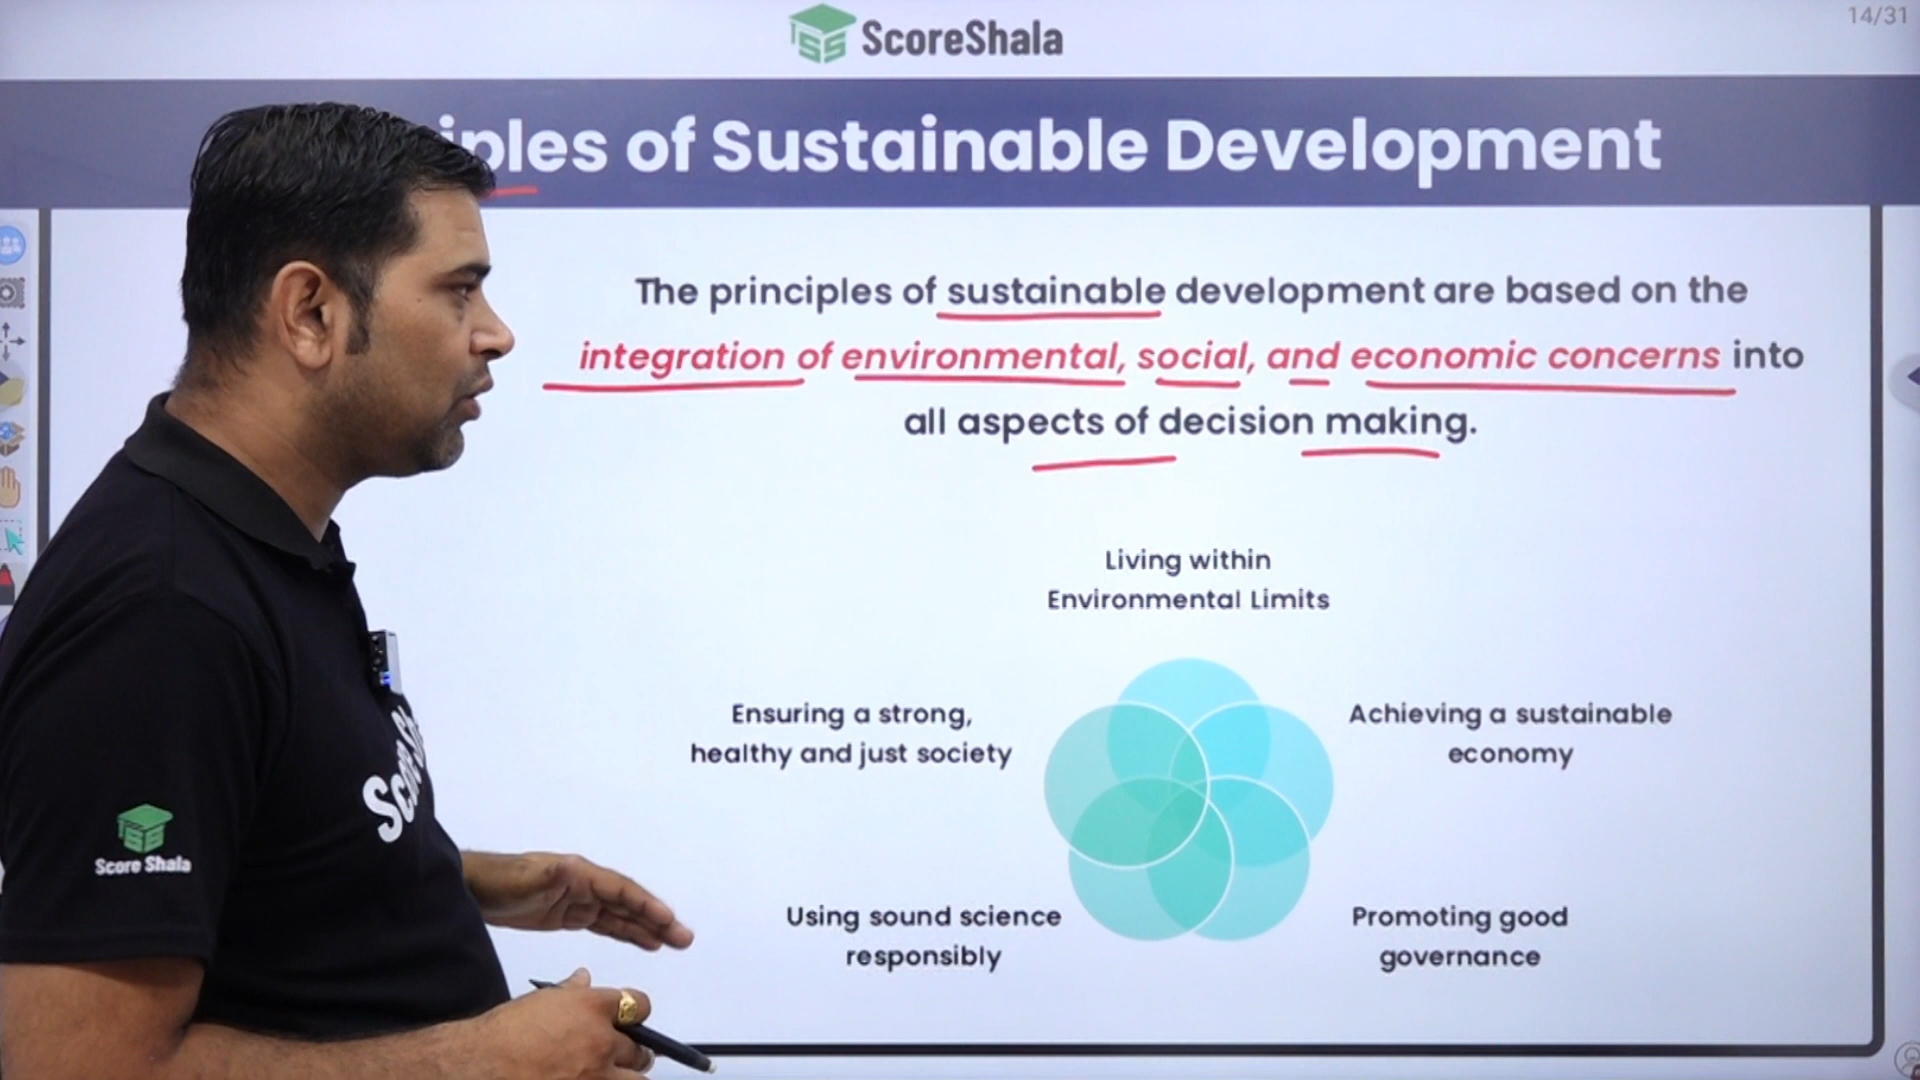 14/31
ScoreShala
iples of Sustainable Development
The principles of sustainable development are based on the
integration of environmental, social, and economic concerns into
all aspects of decision making.
Living within
Environmental Limits
Ensuring a strong,
healthy and just society
Achieving a sustainable
economy
Using sound science
responsibly
Promoting good
governance
Score Shala